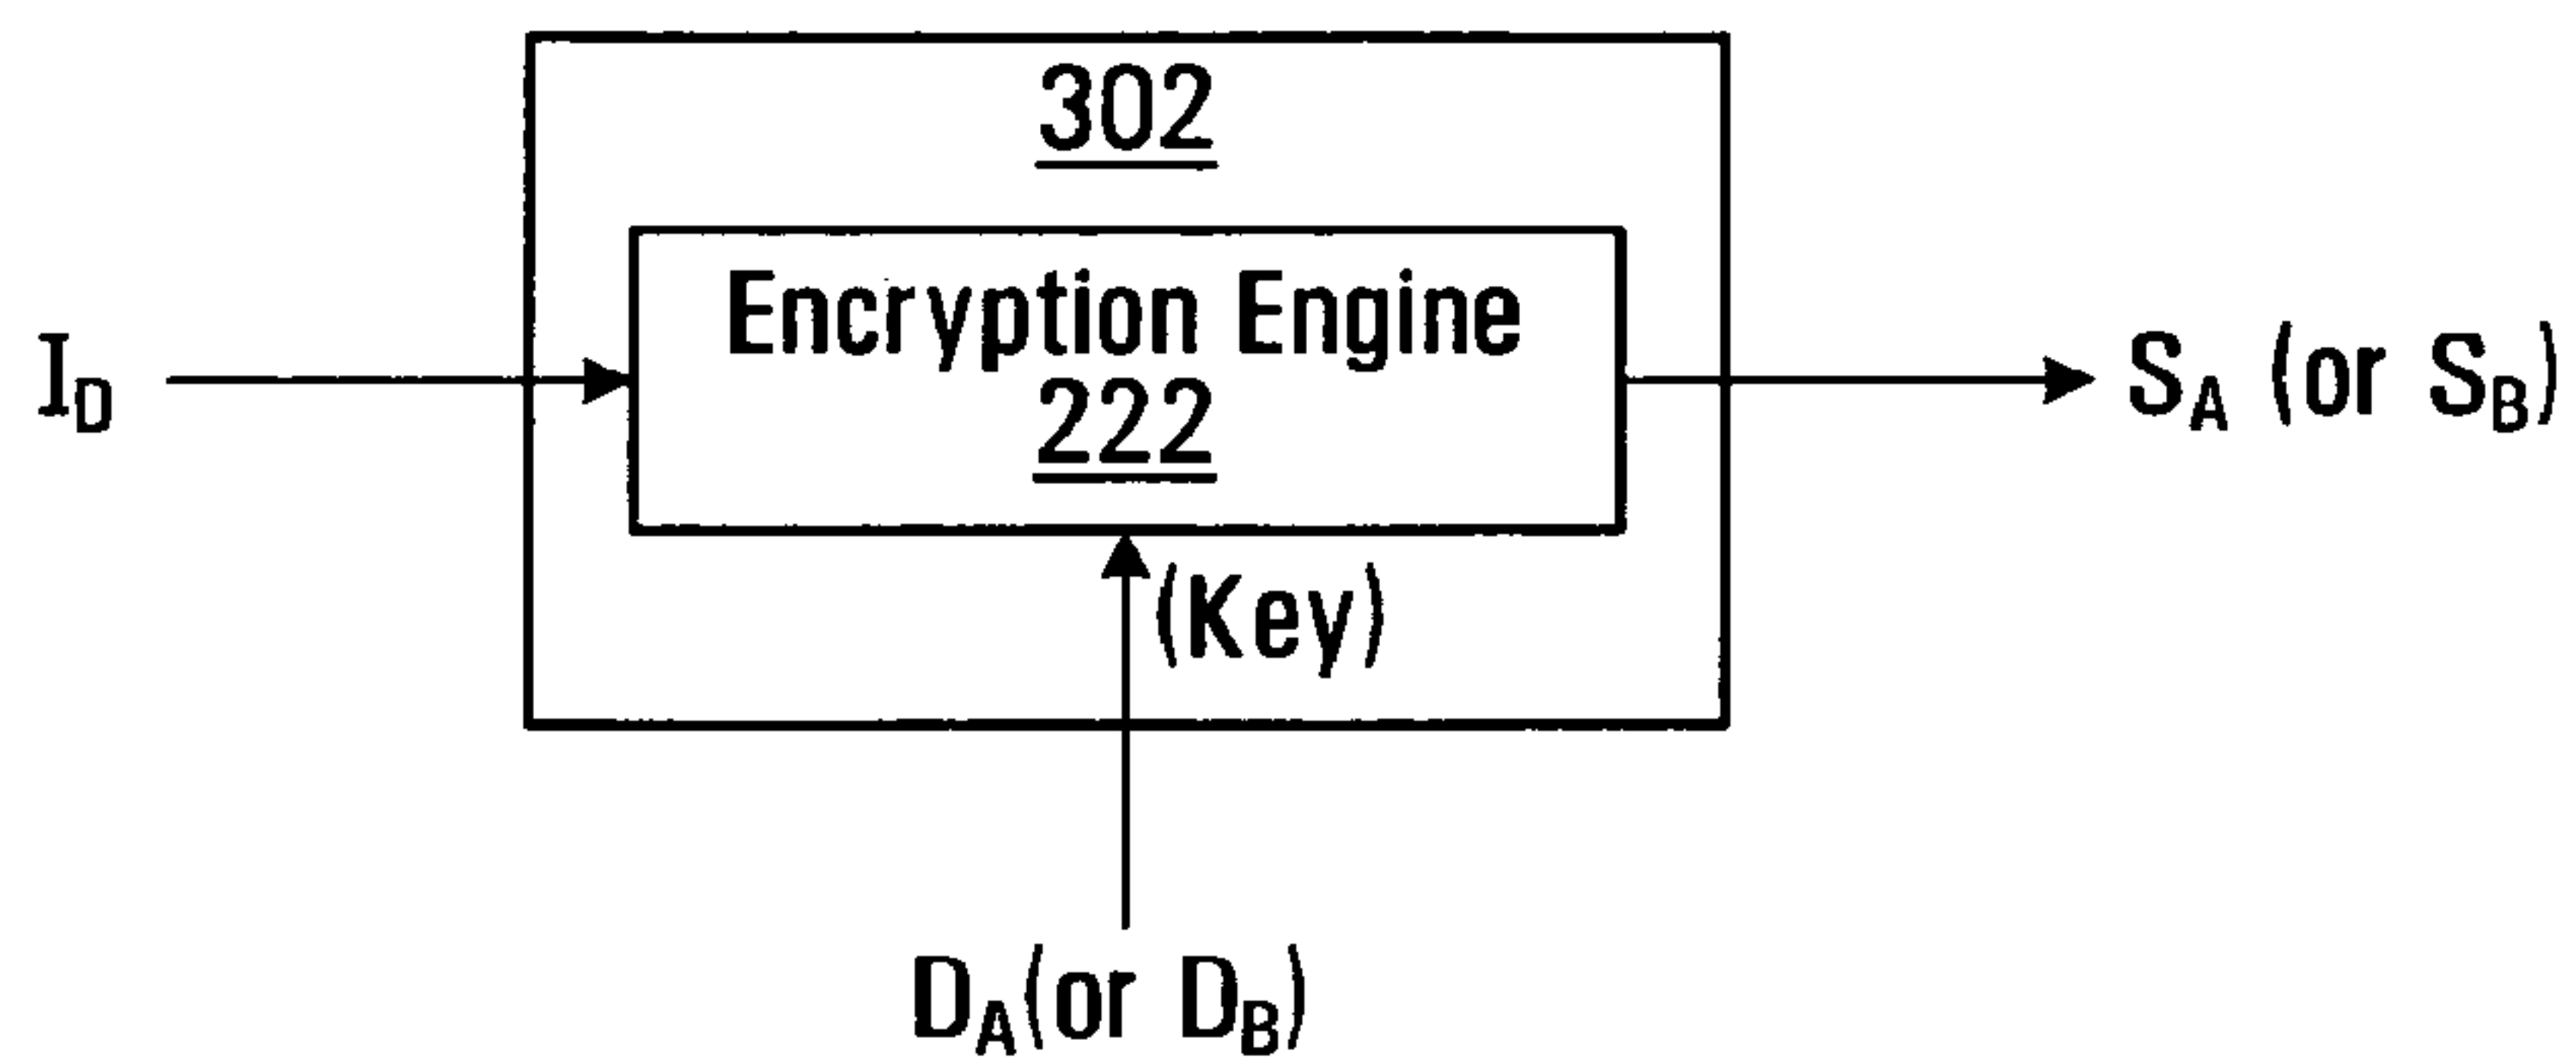 302
Encryption Engine
222
I_D
S_A (or S_B)
(Key)
D_A(or D_B)